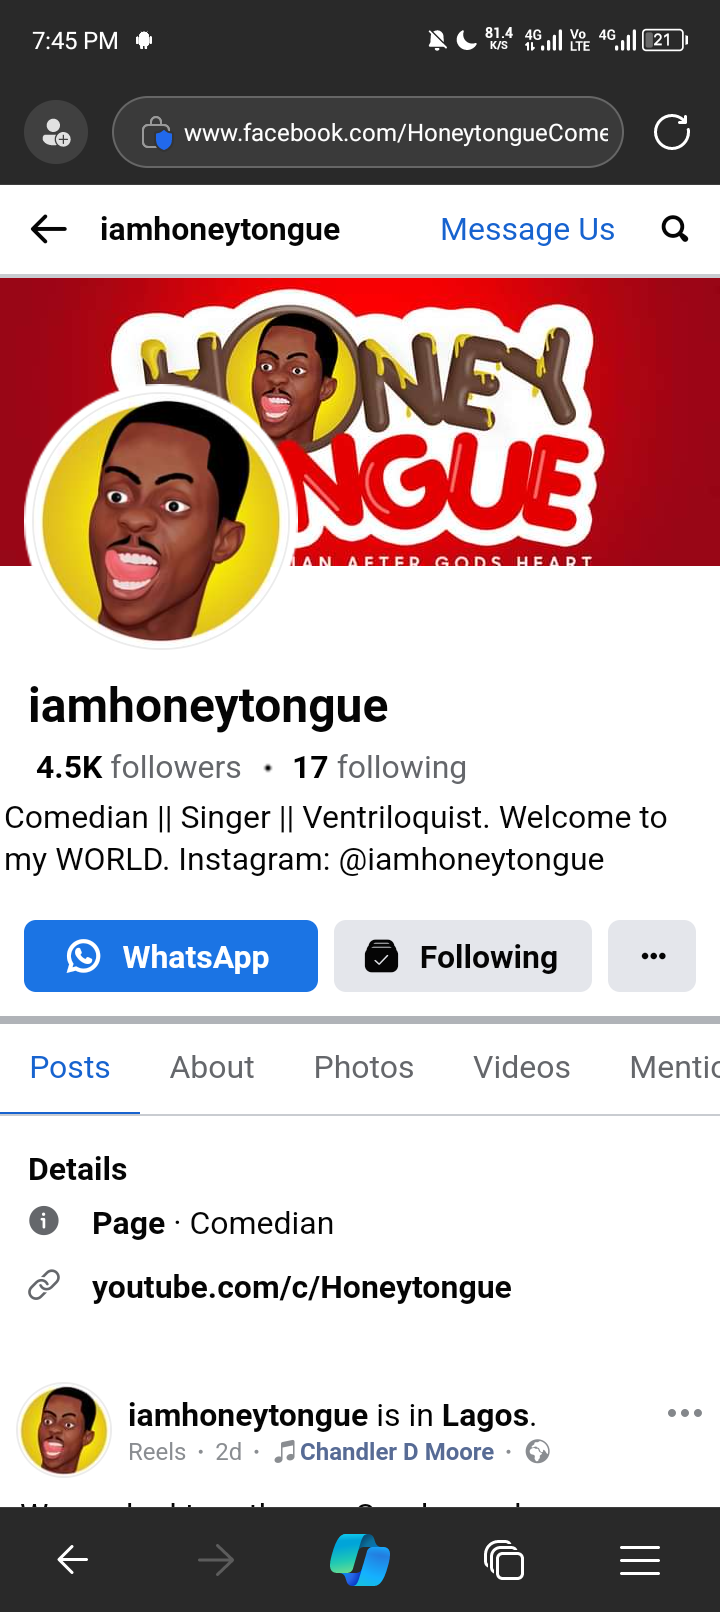 7:45 PM
81.4
K/S
4G
Vo
LTE
4G
21
www.facebook.com/HoneytongueCome
iamhoneytongue
Message Us
HONEY
NGUE
AN AFTER GODS HEART
iamhoneytongue
4.5K followers • 17 following
Comedian || Singer || Ventriloquist. Welcome to
my WORLD. Instagram: @iamhoneytongue
WhatsApp
Following
Posts
About
Photos
Videos
Mentio
Details
Page · Comedian
youtube.com/c/Honeytongue
iamhoneytongue is in Lagos.
Reels · 2d · Chandler D Moore ·